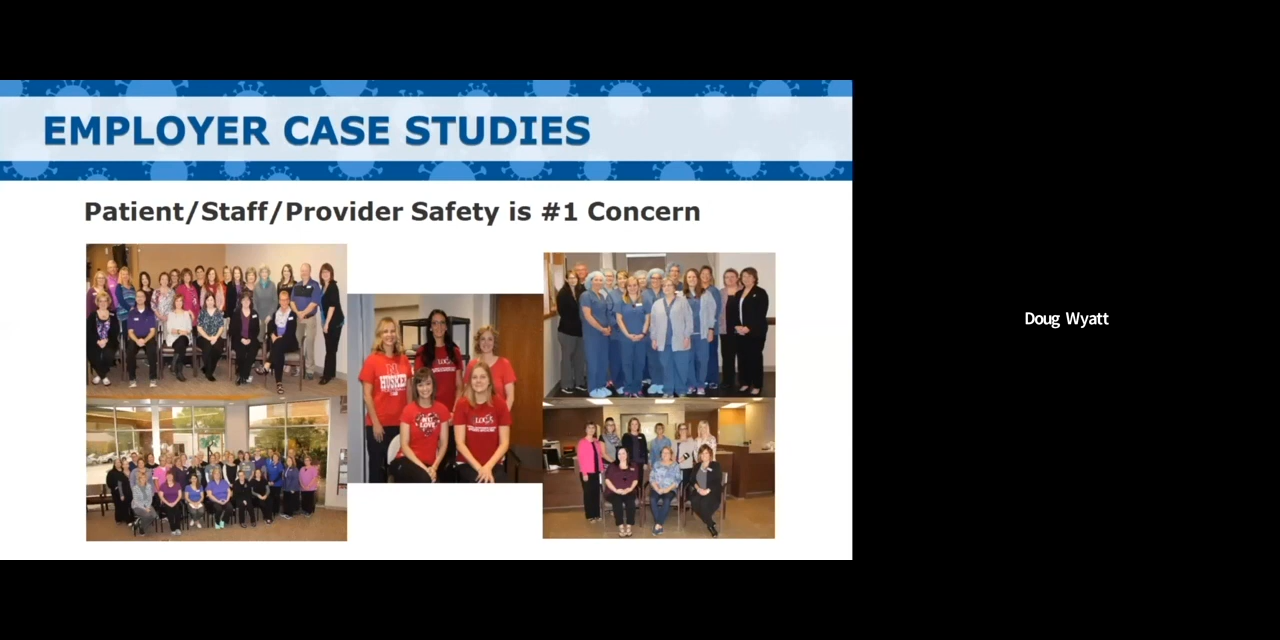 EMPLOYER CASE STUDIES
Patient/Staff/Provider Safety is #1 Concern
Doug Wyatt